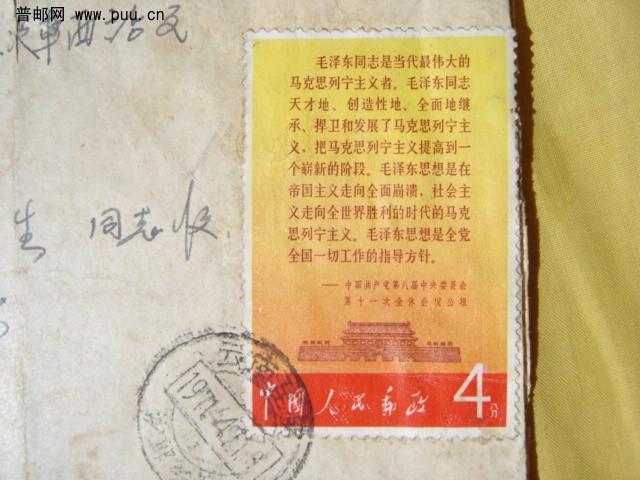 普邮网 www.puu.cn
毛泽东同志是当代最伟大的
马克思列宁主义者。毛泽东同志
天才地、创造性地、全面地继
承、捍卫和发展了马克思列宁主
义，把马克思列宁主义提高到一
个崭新的阶段。毛泽东思想是在
帝国主义走向全面崩溃，社会主
义走向全世界胜利的时代的马克
思列宁主义。毛泽东思想是全党
全国一切工作的指导方针。
——中国共产党第八届中央委员会
第十一次全体会议公报
中国人民邮政
4分
生 同志收
云南
1971.4